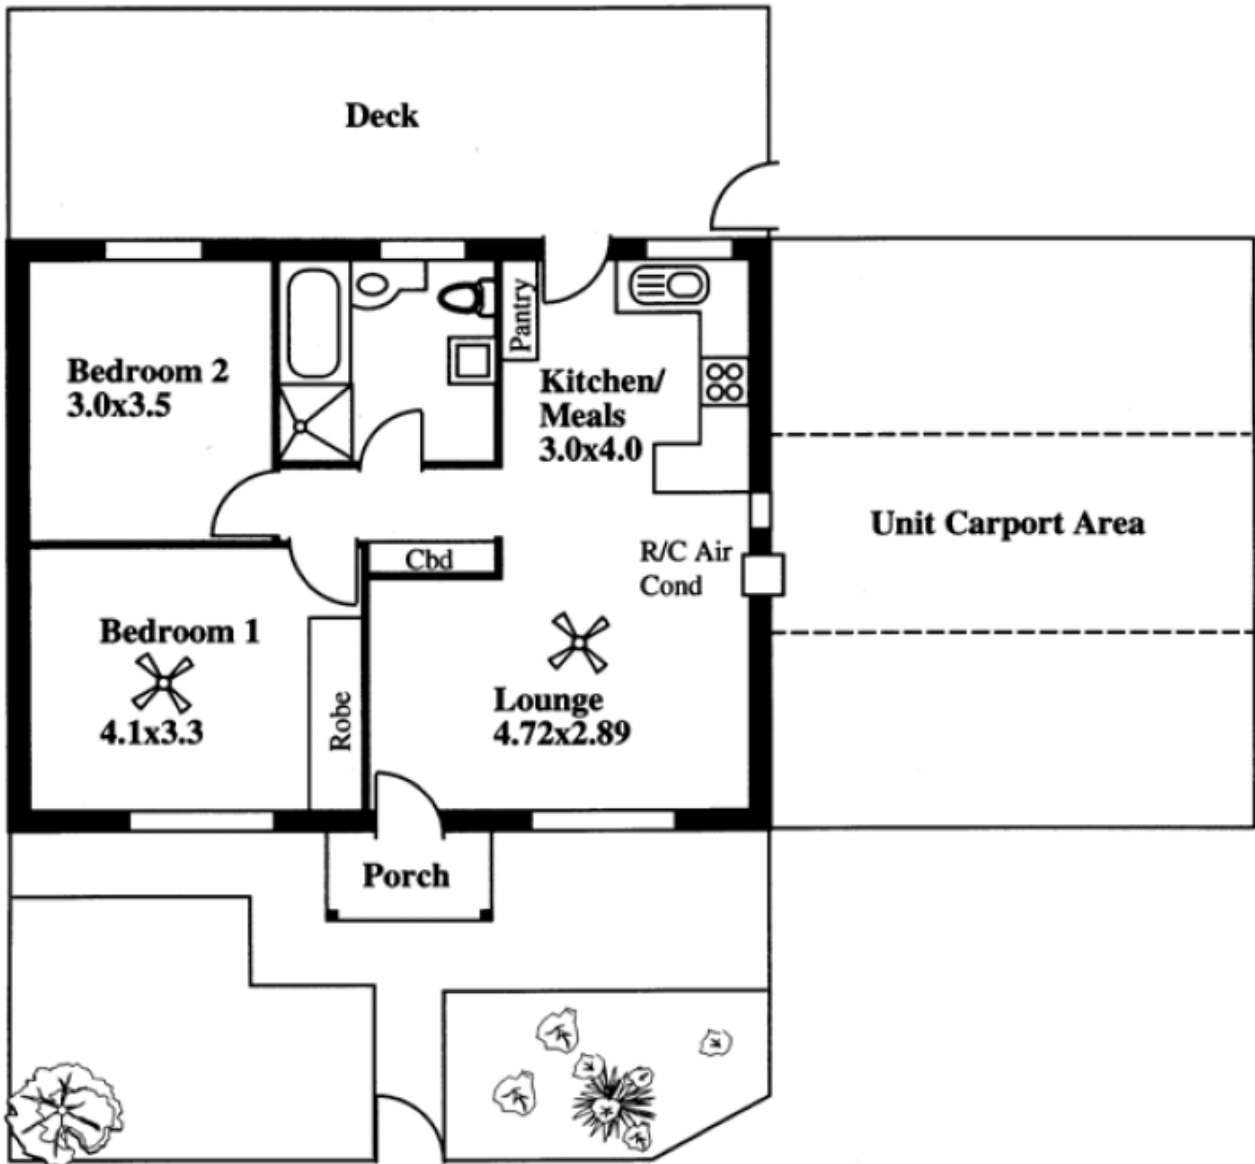 Deck
Pantry
Bedroom 2
3.0x3.5
Kitchen/
Meals
3.0x4.0
Unit Carport Area
Cbd
R/C Air
Cond
Bedroom 1
4.1x3.3
Robe
Lounge
4.72x2.89
Porch